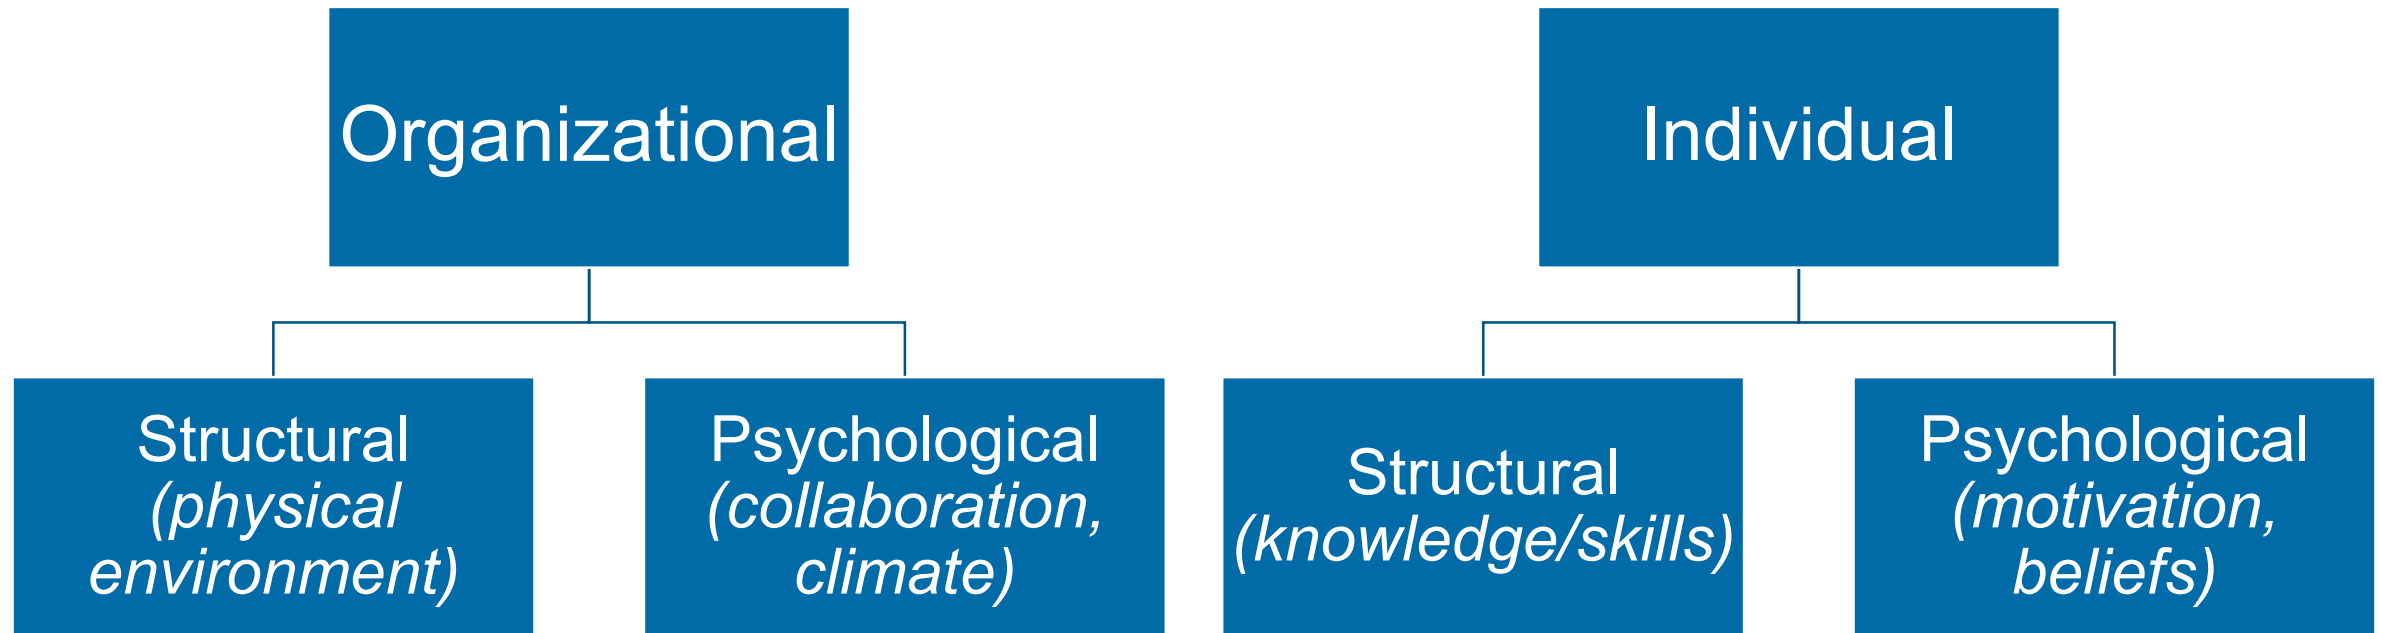 Organizational
Individual
Structural
(physical
environment)
Psychological
(collaboration,
climate)
Structural
(knowledge/skills)
Psychological
(motivation,
beliefs)